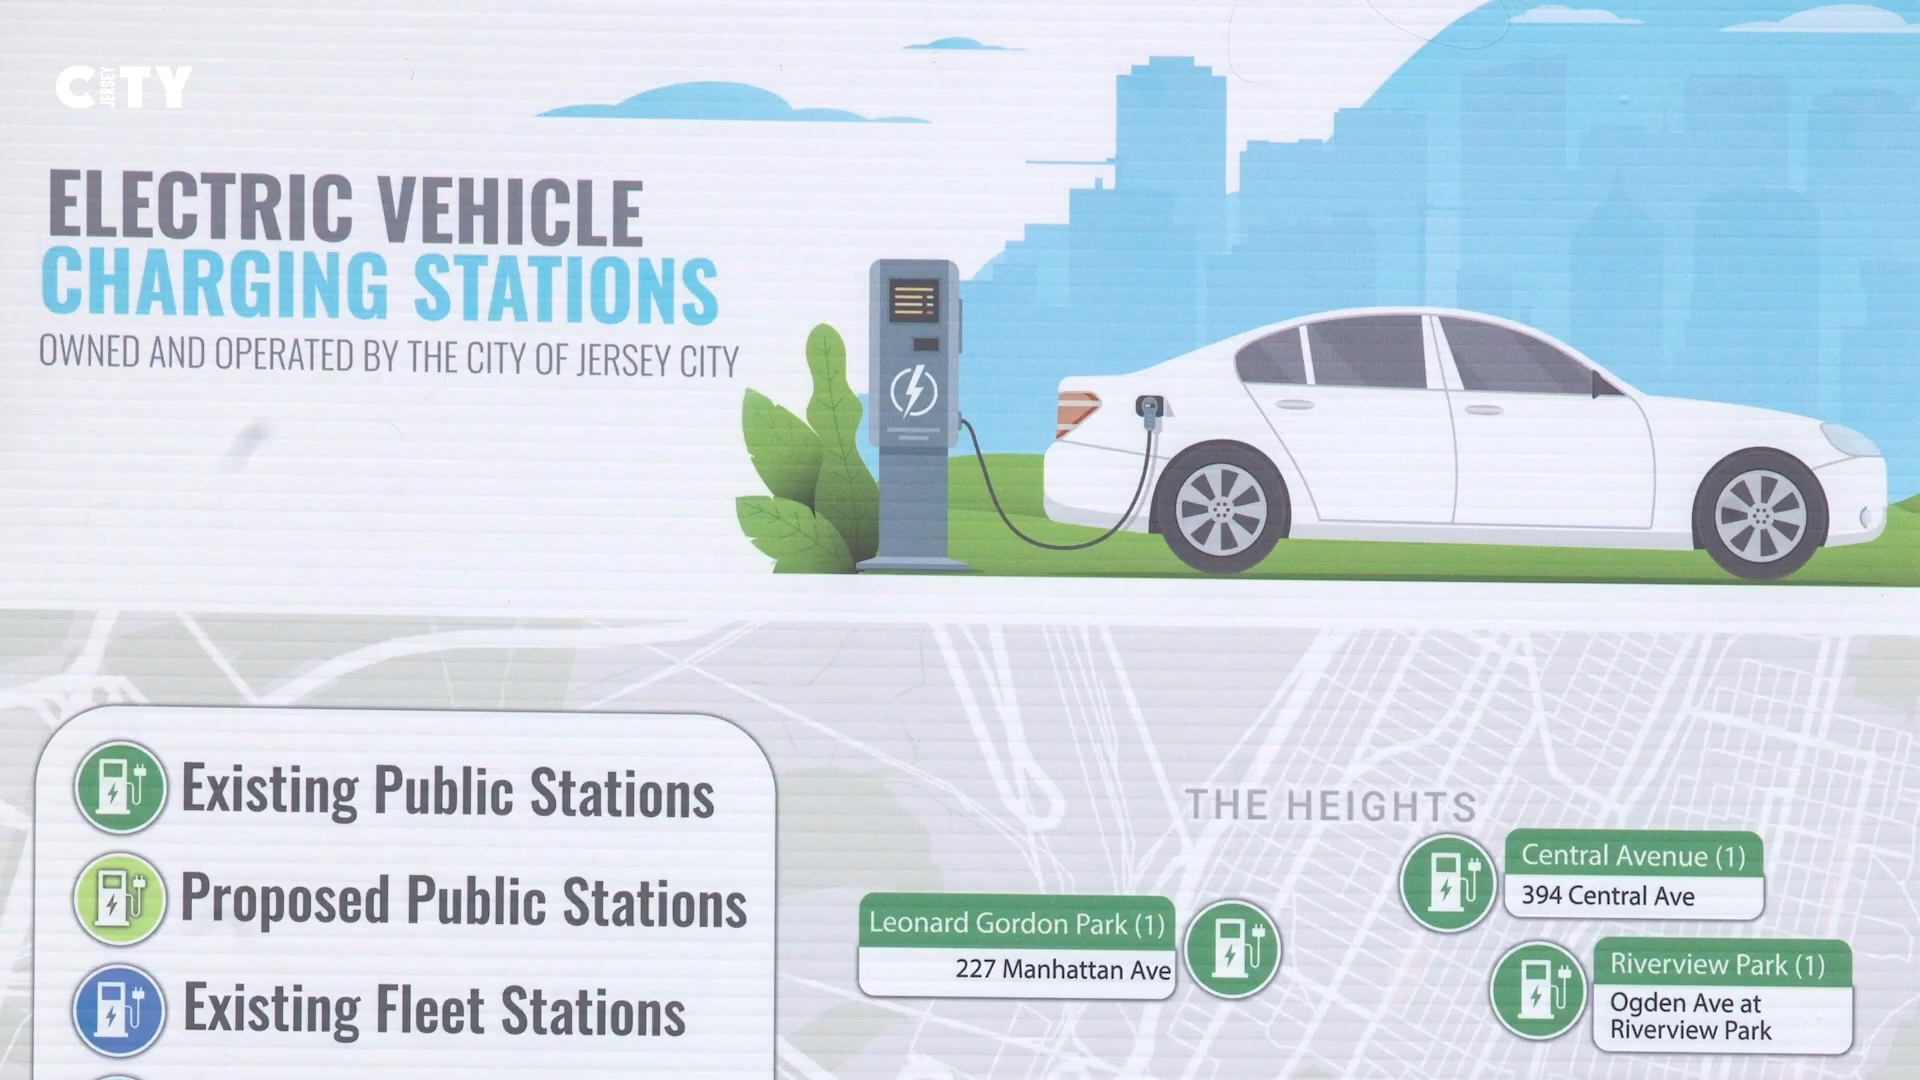 CITY
JERSEY
ELECTRIC VEHICLE
CHARGING STATIONS
OWNED AND OPERATED BY THE CITY OF JERSEY CITY
Existing Public Stations
Proposed Public Stations
Existing Fleet Stations
THE HEIGHTS
Central Avenue (1)
394 Central Ave
Leonard Gordon Park (1)
227 Manhattan Ave
Riverview Park (1)
Ogden Ave at
Riverview Park